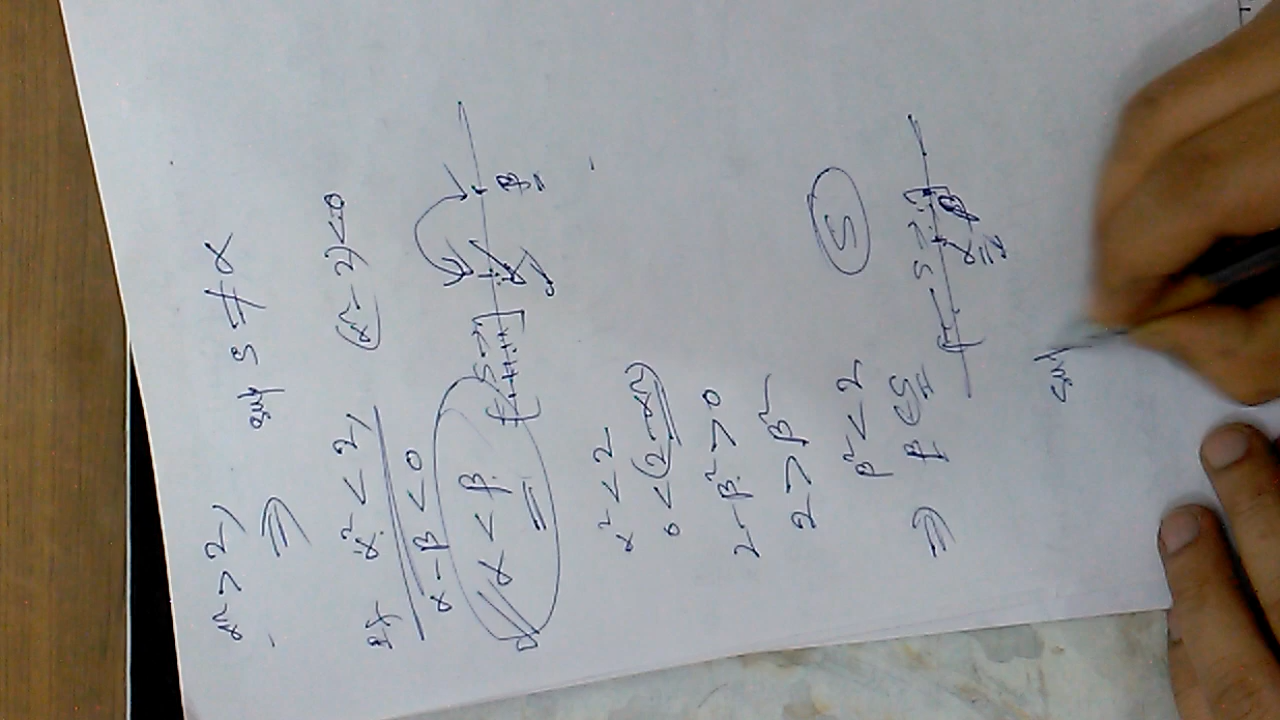 α² > 2,
⇒ sup S ≠ α
If α² < 2, (α² - 2) < 0
α - β < 0
α < β
S
α β
α² < 2
0 < (2 - α²)
2 - β² > 0
2 > β²
β² < 2
⇒ β ∈ S
S
S
α β
sup